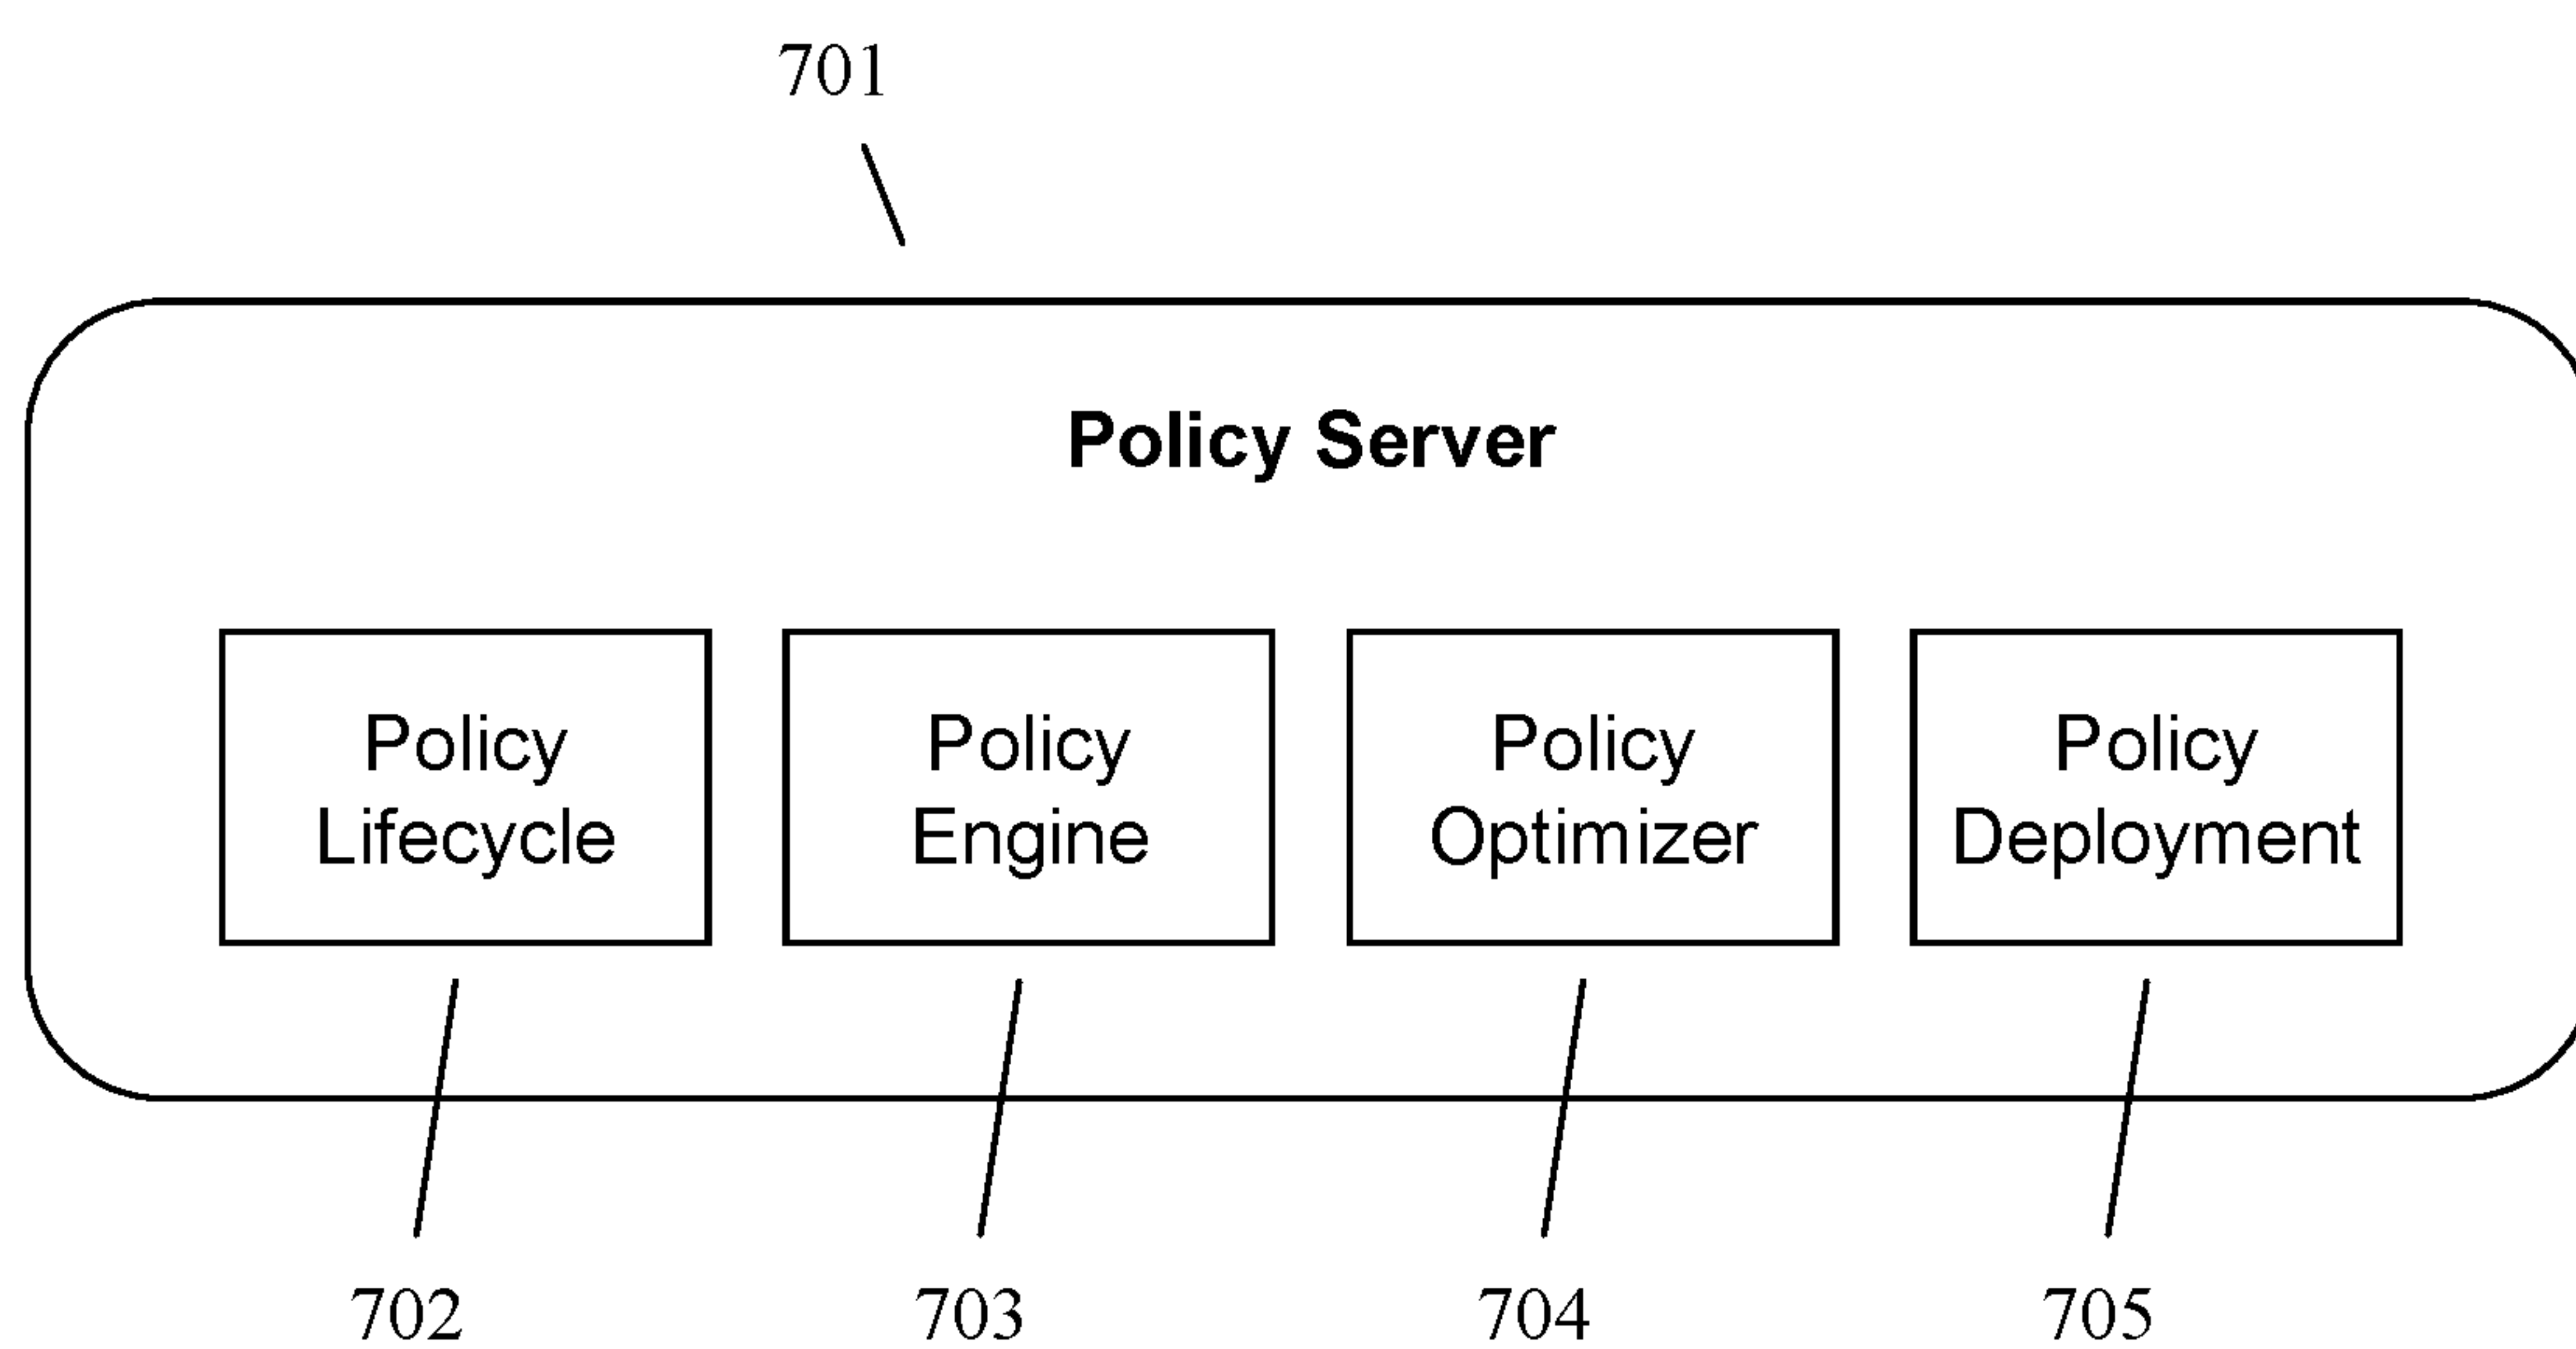 701
Policy Server
Policy
Lifecycle
Policy
Engine
Policy
Optimizer
Policy
Deployment
702
703
704
705